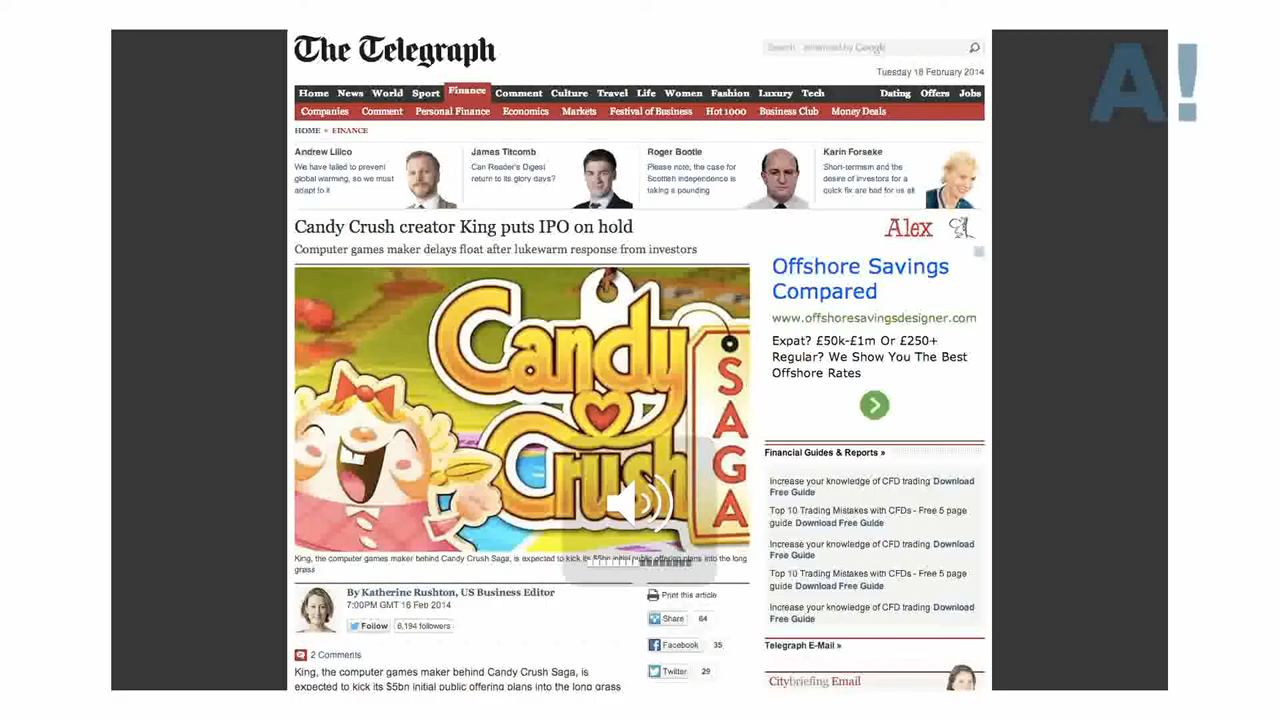 The Telegraph
Search enhanced by Google
Tuesday 18 February 2014
A!
Home News World Sport Finance Comment Culture Travel Life Women Fashion Luxury Tech Dating Offers Jobs
Companies Comment Personal Finance Economics Markets Festival of Business Hot 1000 Business Club Money Deals
HOME » FINANCE
Andrew Lilico
We have failed to prevent
global warming, so we must
adapt to it
James Titcomb
Can Reader's Digest
return to its glory days?
Roger Bootle
Please note, the case for
Scottish independence is
taking a pounding
Karin Forseke
Short-termism and the
desire of investors for a
quick fix are bad for us all
Candy Crush creator King puts IPO on hold
Computer games maker delays float after lukewarm response from investors
Candy
Crush
SAGA
King, the computer games maker behind Candy Crush Saga, is expected to kick its $5bn initial public offering plans into the long
grass
By Katherine Rushton, US Business Editor
7:00PM GMT 16 Feb 2014
Follow 6,194 followers
2 Comments
King, the computer games maker behind Candy Crush Saga, is
expected to kick its $5bn initial public offering plans into the long grass
Print this article
Share 64
Facebook 35
Twitter 29
Alex
Offshore Savings
Compared
www.offshoresavingsdesigner.com
Expat? £50k-£1m Or £250+
Regular? We Show You The Best
Offshore Rates
Financial Guides & Reports »
Increase your knowledge of CFD trading Download
Free Guide
Top 10 Trading Mistakes with CFDs - Free 5 page
guide Download Free Guide
Increase your knowledge of CFD trading Download
Free Guide
Top 10 Trading Mistakes with CFDs - Free 5 page
guide Download Free Guide
Increase your knowledge of CFD trading Download
Free Guide
Telegraph E-Mail »
Citybriefing Email